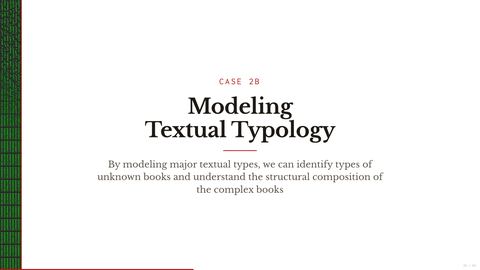 CASE 2B
Modeling
Textual Typology
By modeling major textual types, we can identify types of
unknown books and understand the structural composition of
the complex books